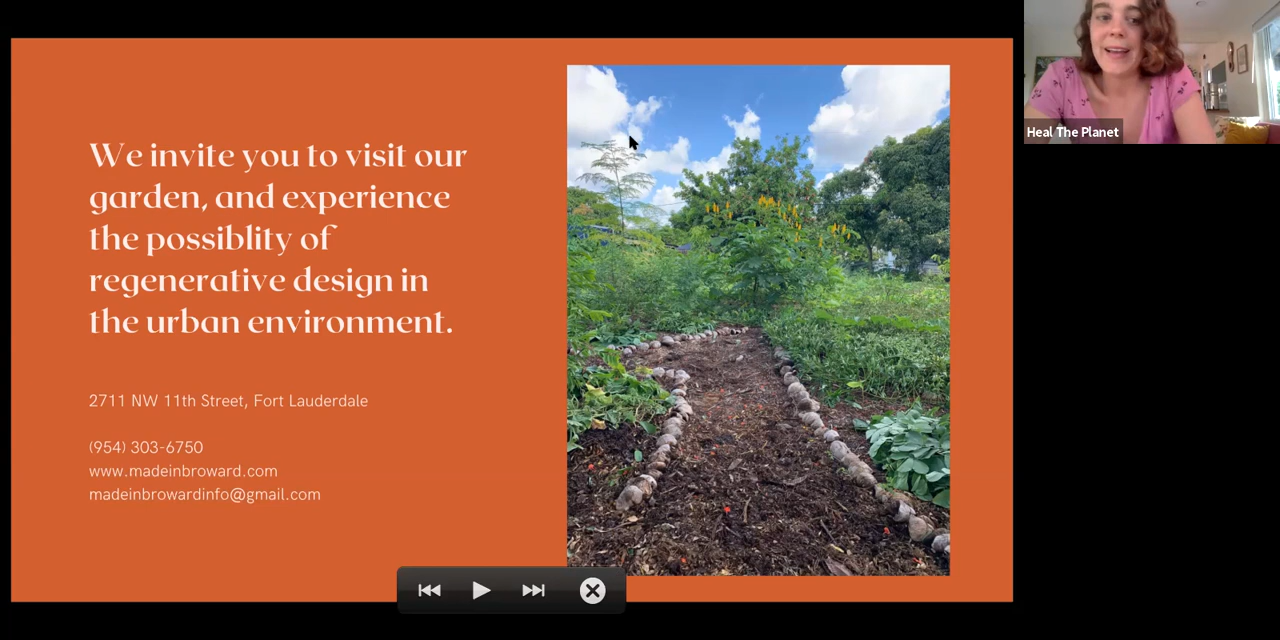 We invite you to visit our
garden, and experience
the possiblity of
regenerative design in
the urban environment.
2711 NW 11th Street, Fort Lauderdale
(954) 303-6750
www.madeinbroward.com
madeinbrowardinfo@gmail.com
Heal The Planet